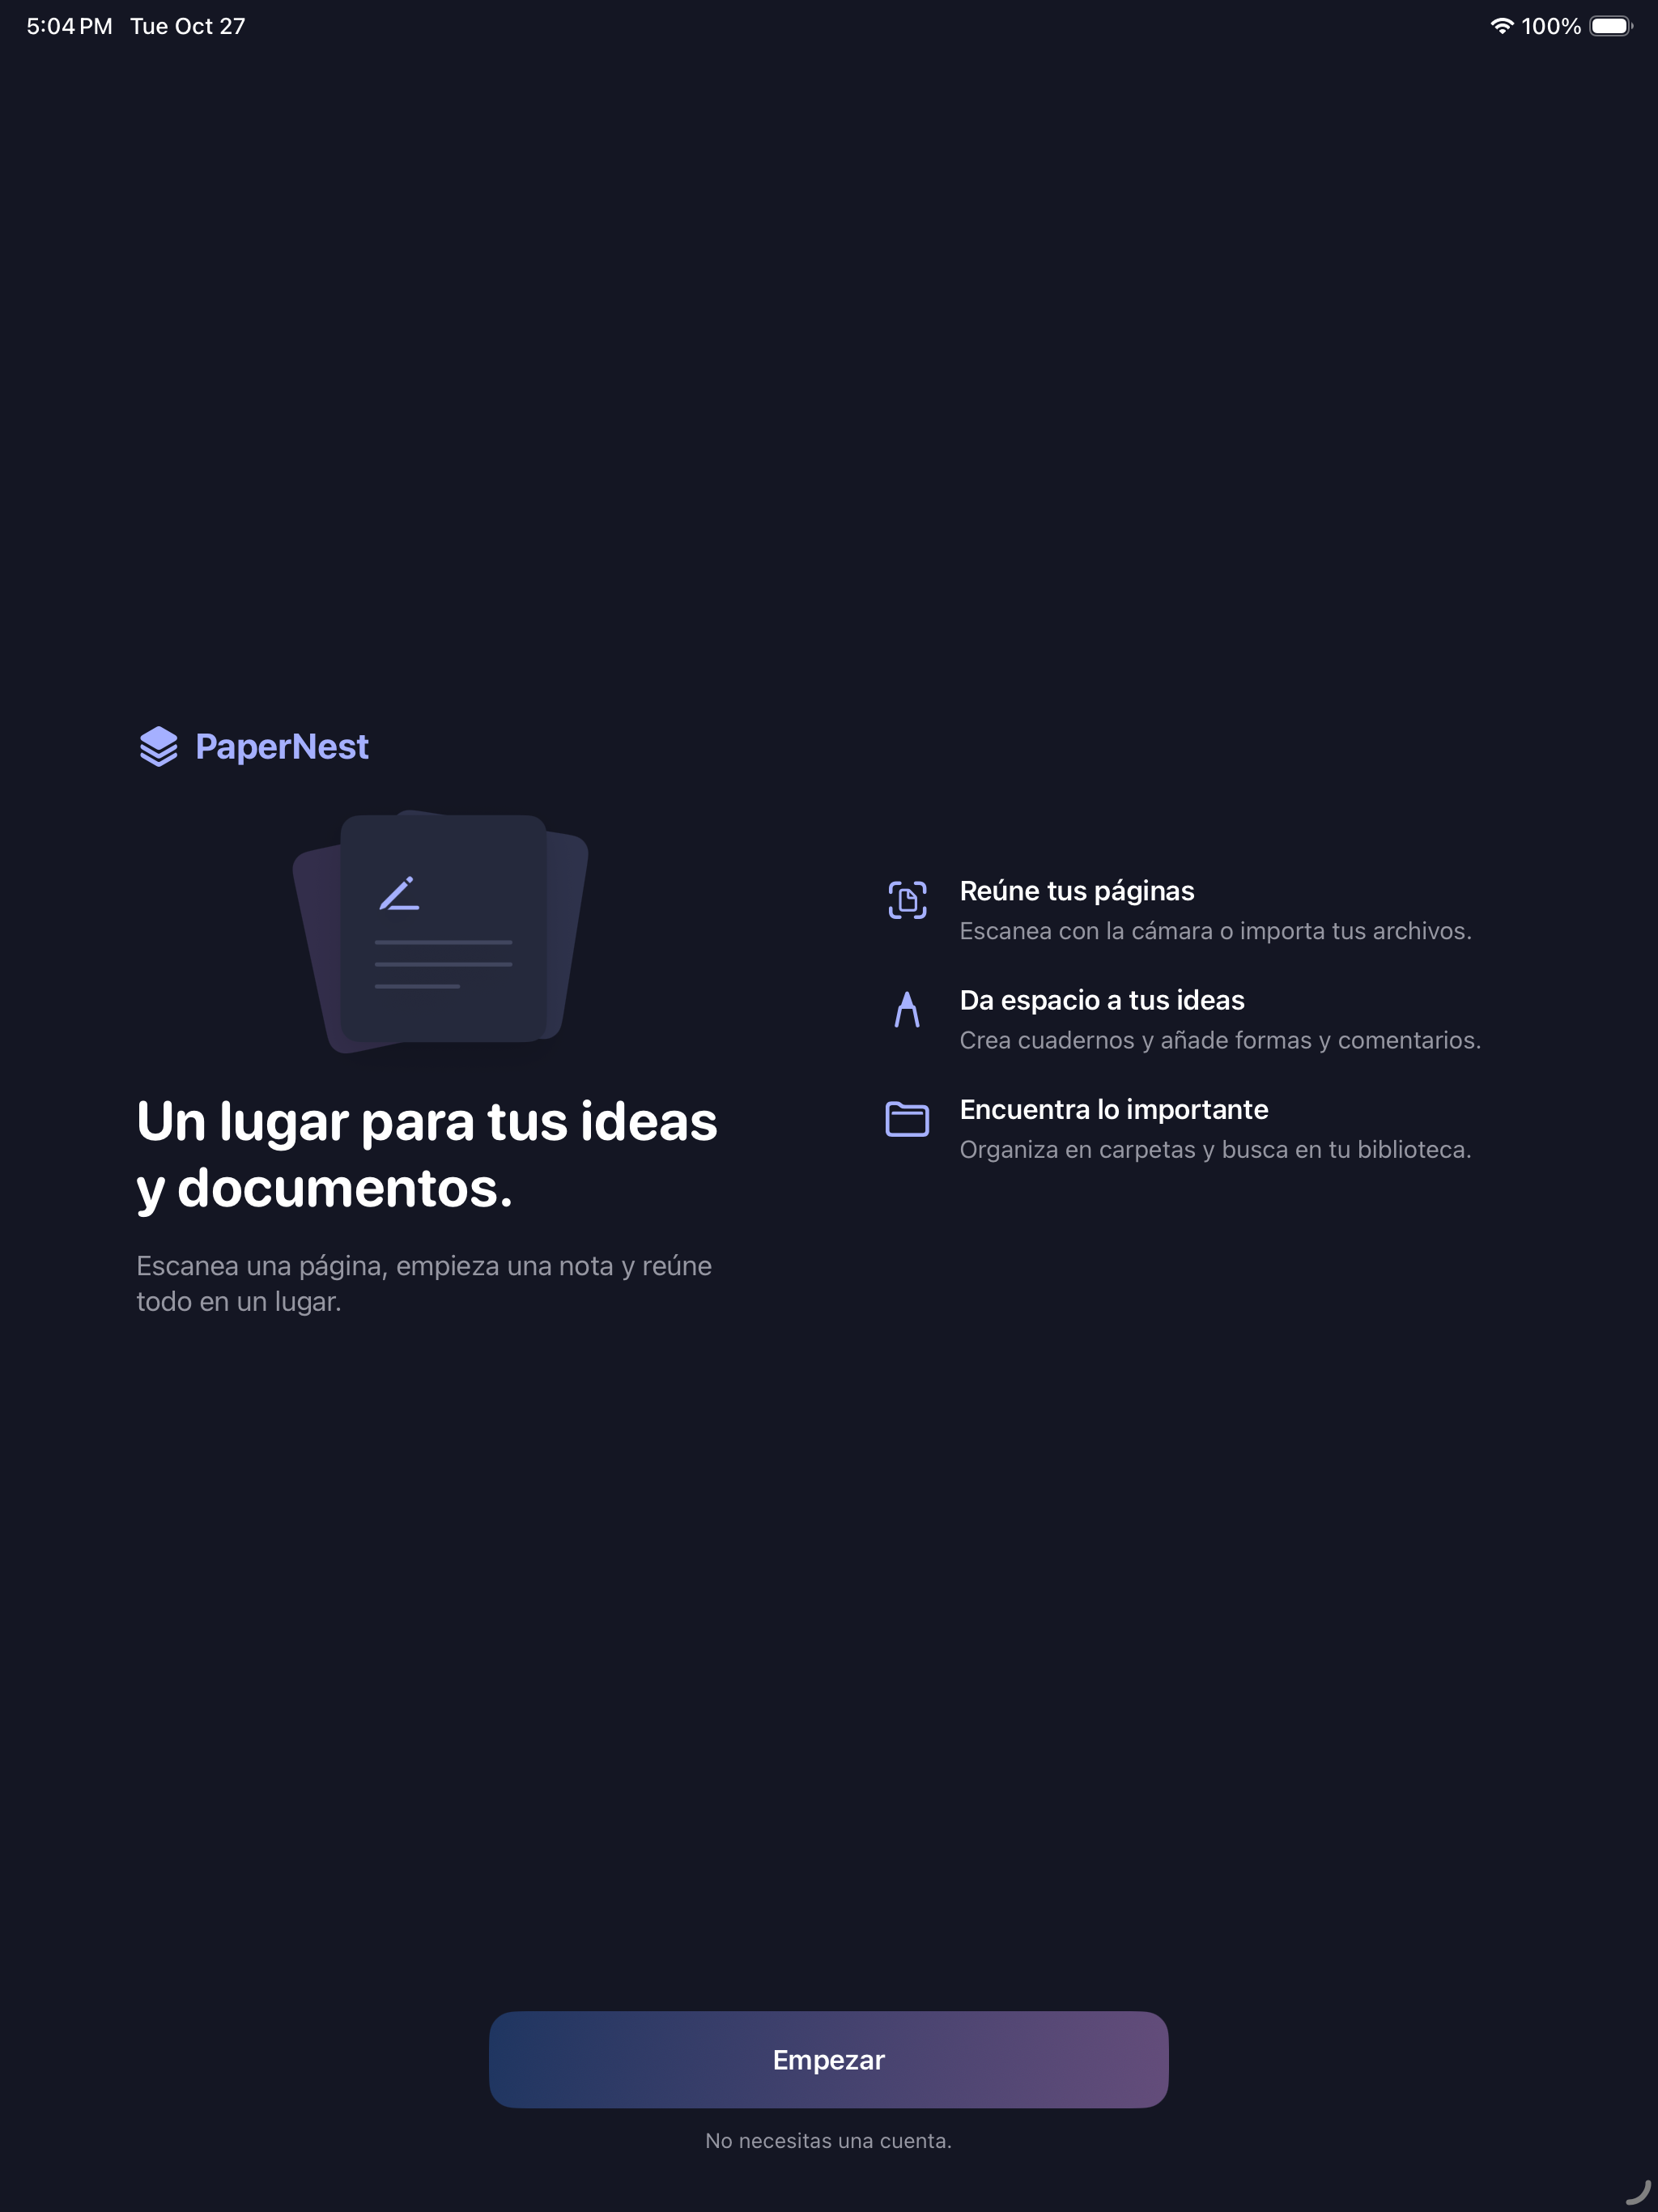 5:04 PM Tue Oct 27
100%
PaperNest
Un lugar para tus ideas
y documentos.
Escanea una página, empieza una nota y reúne
todo en un lugar.
Reúne tus páginas
Escanea con la cámara o importa tus archivos.
Da espacio a tus ideas
Crea cuadernos y añade formas y comentarios.
Encuentra lo importante
Organiza en carpetas y busca en tu biblioteca.
Empezar
No necesitas una cuenta.